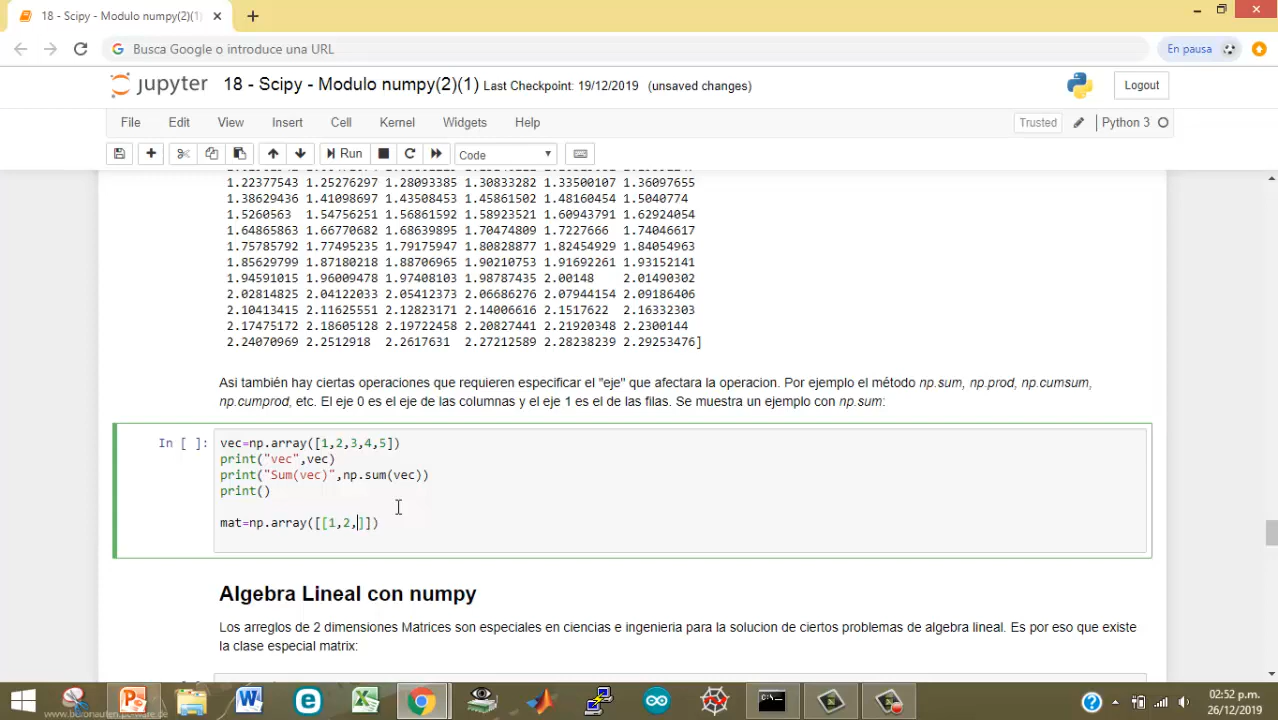 18 - Scipy - Modulo numpy(2)(1)
Busca Google o introduce una URL
En pausa
jupyter 18 - Scipy - Modulo numpy(2)(1) Last Checkpoint: 19/12/2019 (unsaved changes)
Logout
File Edit View Insert Cell Kernel Widgets Help
Trusted Python 3
Run Code
1.22377543 1.25276297 1.28093385 1.30833282 1.33500107 1.36097655
1.38629436 1.41098697 1.43508453 1.45861502 1.48160454 1.5040774
1.5260563 1.54756251 1.56861592 1.58923521 1.60943791 1.62924054
1.64865863 1.66770682 1.68639895 1.70474809 1.7227666 1.74046617
1.75785792 1.77495235 1.79175947 1.80828877 1.82454929 1.84054963
1.85629799 1.87180218 1.88706965 1.90210753 1.91692261 1.93152141
1.94591015 1.96009478 1.97408103 1.98787435 2.00148 2.01490302
2.02814825 2.04122033 2.05412373 2.06686276 2.07944154 2.09186406
2.10413415 2.11625551 2.12823171 2.14006616 2.1517622 2.16332303
2.17475172 2.18605128 2.19722458 2.20827441 2.21920348 2.2300144
2.24070969 2.2512918 2.2617631 2.27212589 2.28238239 2.29253476]
Asi también hay ciertas operaciones que requieren especificar el "eje" que afectara la operacion. Por ejemplo el método np.sum, np.prod, np.cumsum,
np.cumprod, etc. El eje 0 es el eje de las columnas y el eje 1 es el de las filas. Se muestra un ejemplo con np.sum:
In [ ]: vec=np.array([1,2,3,4,5])
print("vec",vec)
print("Sum(vec)",np.sum(vec))
print()
mat=np.array([[1,2,]])
Algebra Lineal con numpy
Los arreglos de 2 dimensiones Matrices son especiales en ciencias e ingenieria para la solucion de ciertos problemas de algebra lineal. Es por eso que existe
la clase especial matrix:
02:52 p.m.
26/12/2019